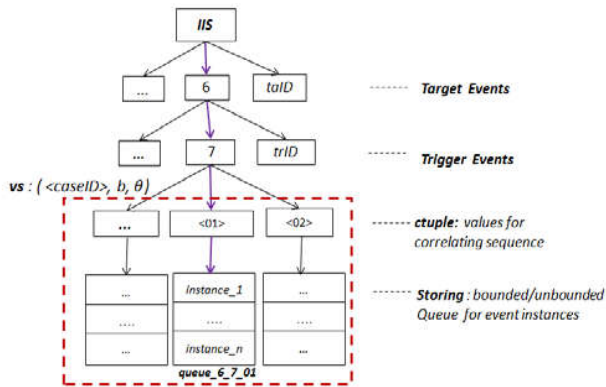 IIS
... 6 taID ---- Target Events
... 7 trID ---- Trigger Events
vs : ( <caseID>, b, θ)
... <01> <02> ---- ctuple: values for
correlating sequence
... instance_1 ... ---- Storing : bounded/unbounded
.... .... .... Queue for event instances
... instance_n ...
queue_6_7_01